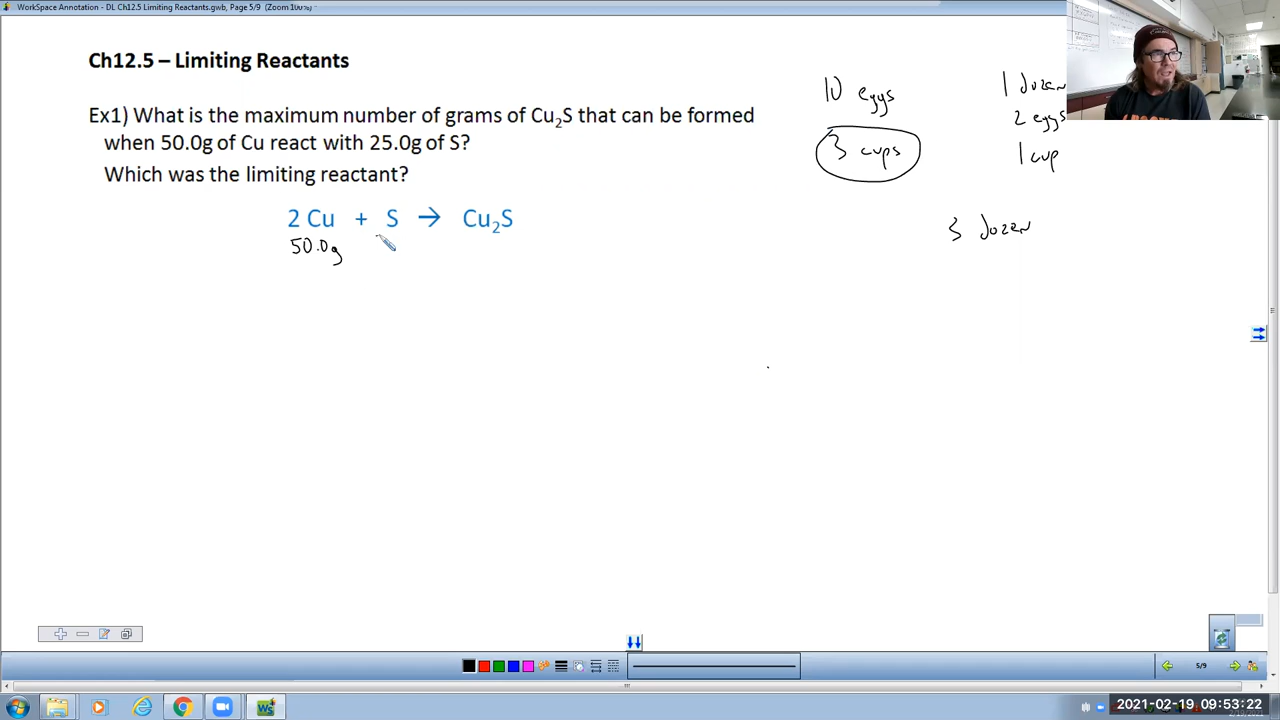 WorkSpace Annotation - DL Ch12.5 Limiting Reactants.gwb, Page 5/9 (Zoom 100%)*
Ch12.5 – Limiting Reactants
Ex1) What is the maximum number of grams of Cu₂S that can be formed
when 50.0g of Cu react with 25.0g of S?
Which was the limiting reactant?
2 Cu + S → Cu₂S
50.0g
10 eggs
3 cups
1 dozen
2 eggs
1 cup
3 dozen
5/9
2021-02-19 09:53:22